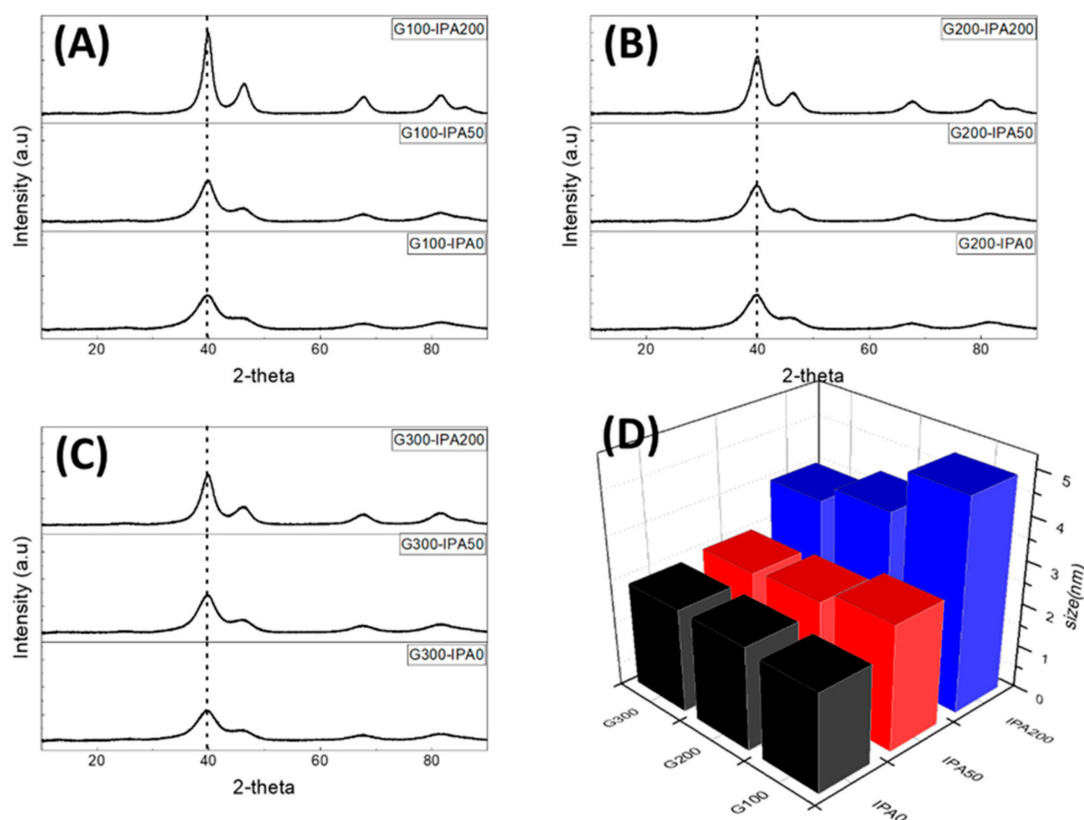 (A)
G100-IPA200
G100-IPA50
G100-IPA0
Intensity (a.u)
20 40 60 80
2-theta
(B)
G200-IPA200
G200-IPA50
G200-IPA0
Intensity (a.u)
20 40 60 80
2-theta
(C)
G300-IPA200
G300-IPA50
G300-IPA0
Intensity (a.u)
20 40 60 80
2-theta
(D)
5
4
3
2
1
0
size(nm)
G300
G200
G100
IPA200
IPA50
IPA0